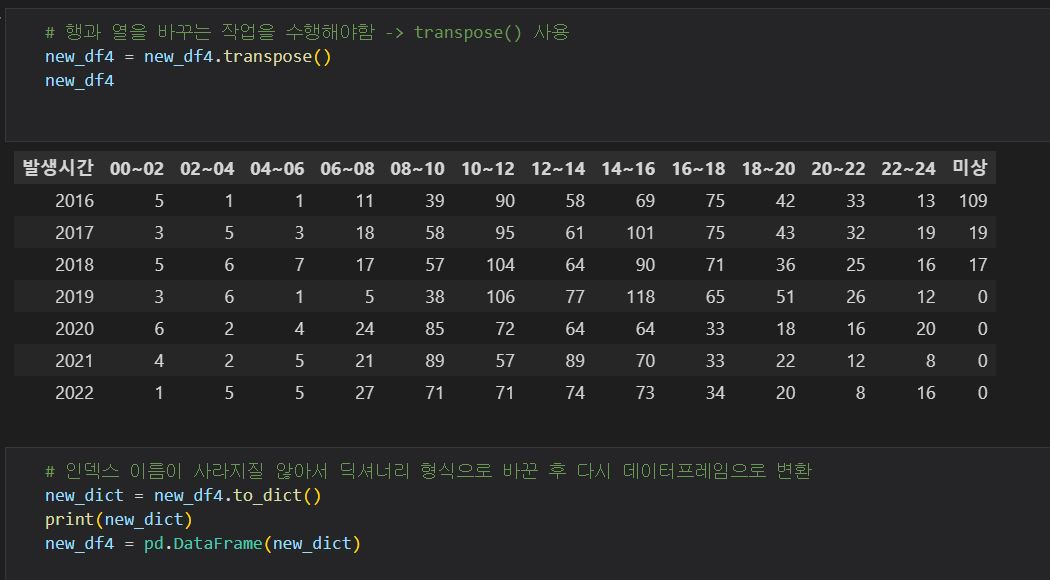 # 행과 열을 바꾸는 작업을 수행해야함 -> transpose() 사용
new_df4 = new_df4.transpose()
new_df4
발생시간 00~02 02~04 04~06 06~08 08~10 10~12 12~14 14~16 16~18 18~20 20~22 22~24 미상
2016 5 1 1 11 39 90 58 69 75 42 33 13 109
2017 3 5 3 18 58 95 61 101 75 43 32 19 19
2018 5 6 7 17 57 104 64 90 71 36 25 16 17
2019 3 6 1 5 38 106 77 118 65 51 26 12 0
2020 6 2 4 24 85 72 64 64 33 18 16 20 0
2021 4 2 5 21 89 57 89 70 33 22 12 8 0
2022 1 5 5 27 71 71 74 73 34 20 8 16 0
# 인덱스 이름이 사라지질 않아서 딕셔너리 형식으로 바꾼 후 다시 데이터프레임으로 변환
new_dict = new_df4.to_dict()
print(new_dict)
new_df4 = pd.DataFrame(new_dict)